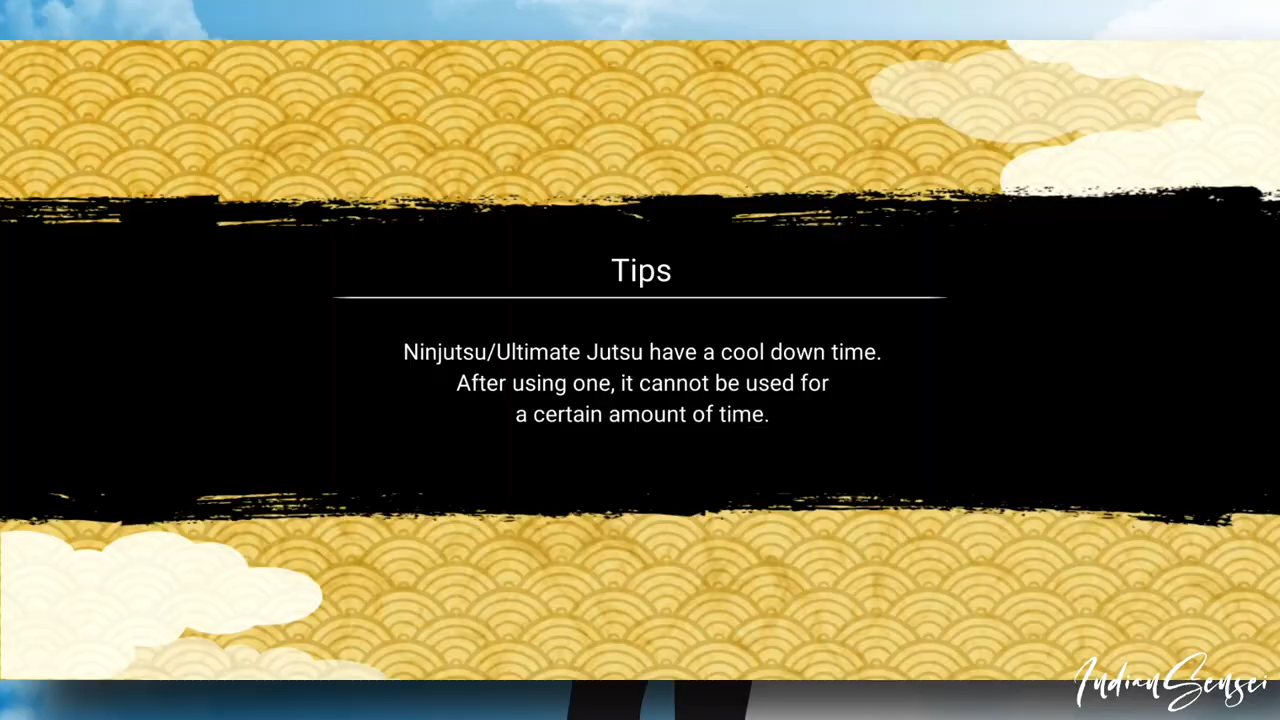 Tips
Ninjutsu/Ultimate Jutsu have a cool down time.
After using one, it cannot be used for
a certain amount of time.
IndianSensei